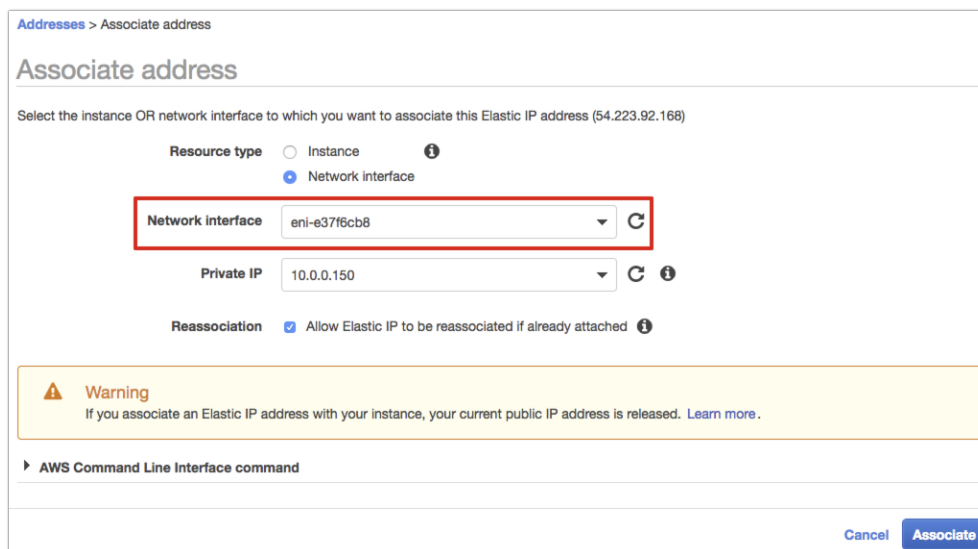 Addresses > Associate address
Associate address
Select the instance OR network interface to which you want to associate this Elastic IP address (54.223.92.168)
Resource type
Instance
Network interface
Network interface
eni-e37f6cb8
Private IP
10.0.0.150
Reassociation
Allow Elastic IP to be reassociated if already attached
Warning
If you associate an Elastic IP address with your instance, your current public IP address is released. Learn more.
AWS Command Line Interface command
Cancel
Associate